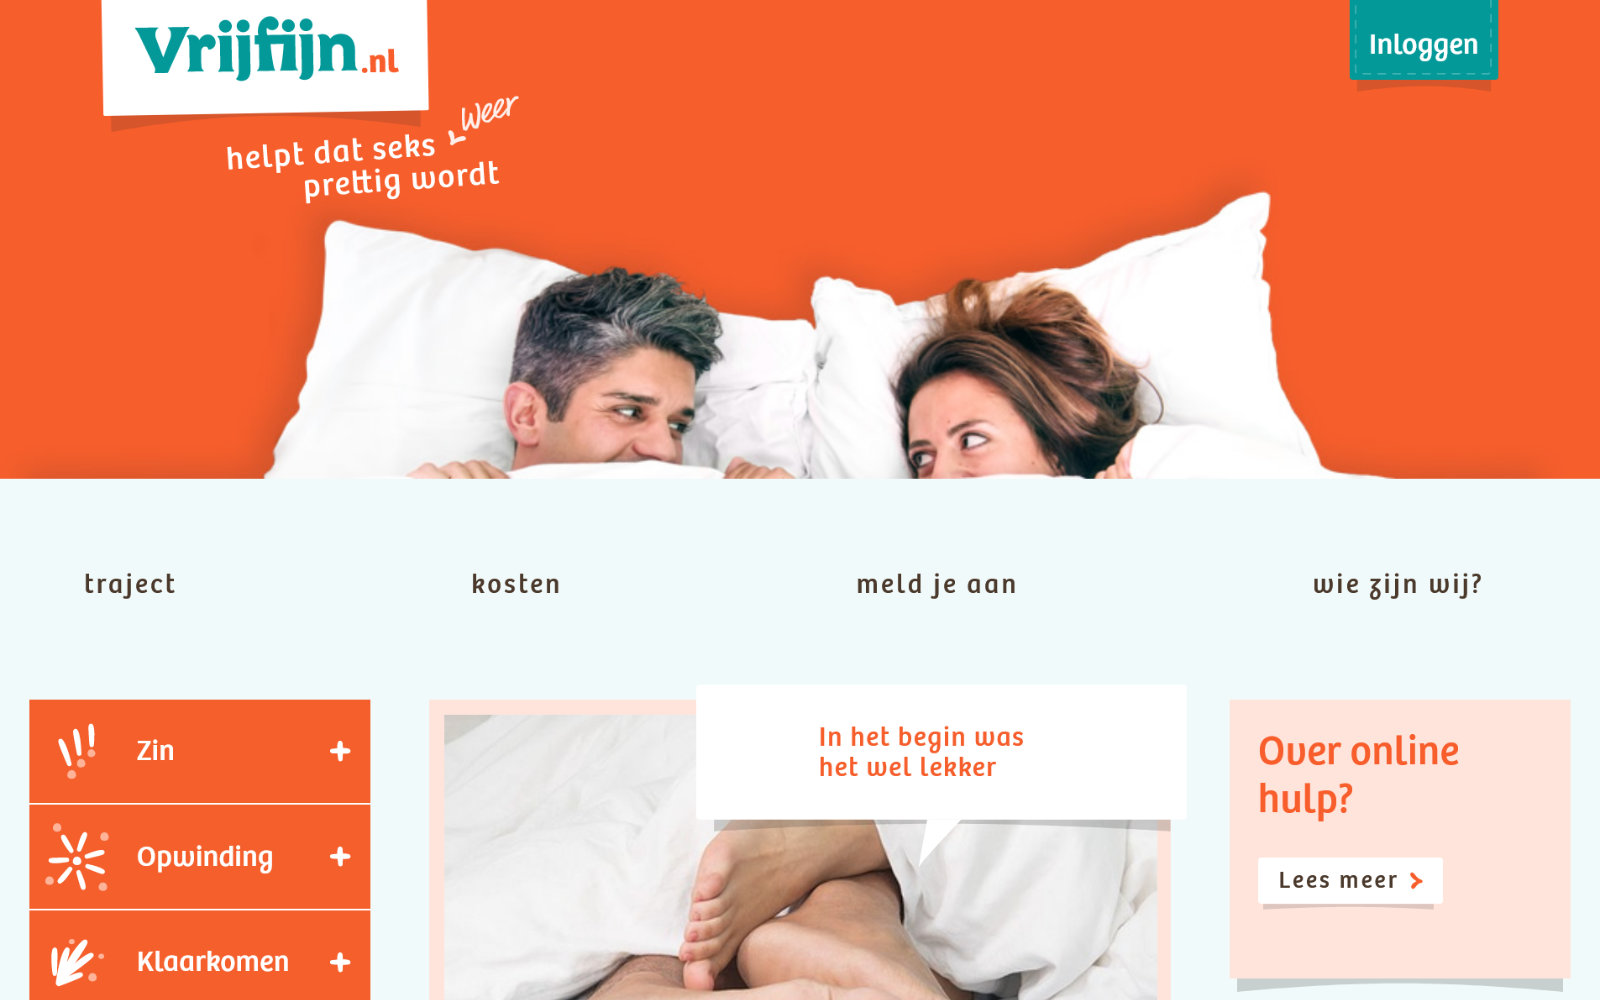 Vrijfijn.nl
Inloggen
weer
helpt dat seks
prettig wordt
traject
kosten
meld je aan
wie zijn wij?
Zin
Opwinding
Klaarkomen
In het begin was
het wel lekker
Over online
hulp?
Lees meer